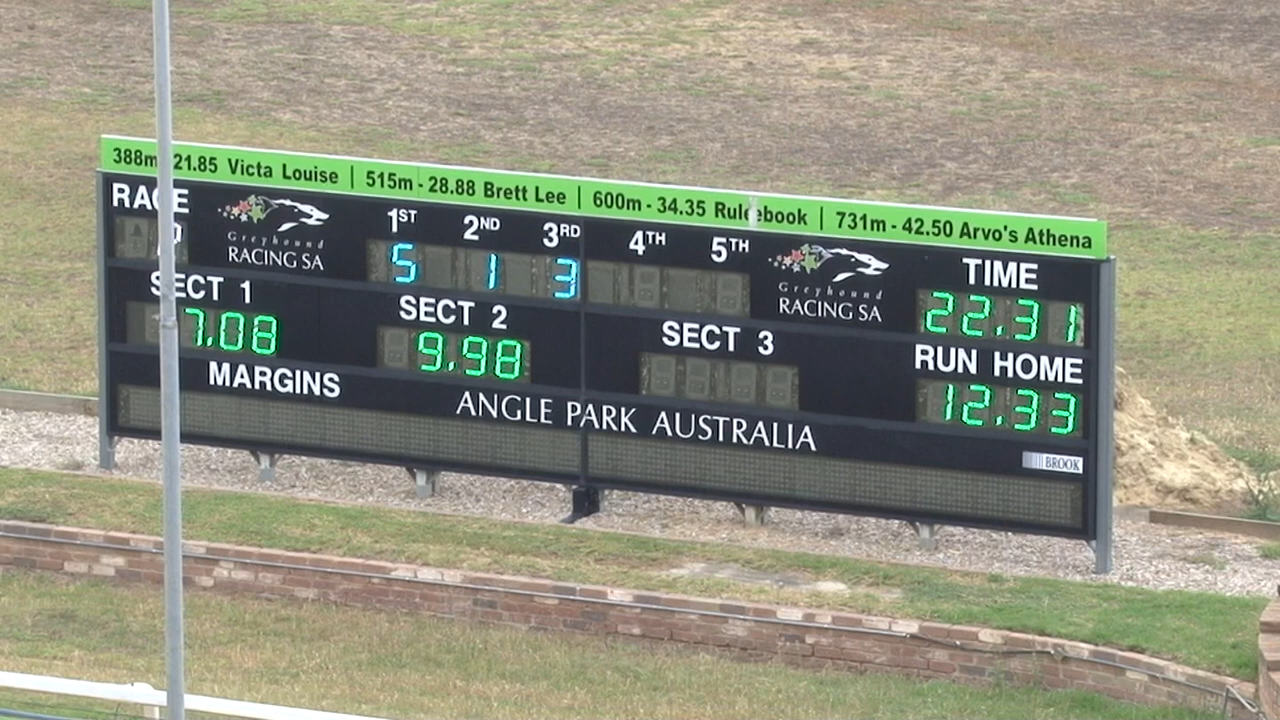 388m 21.85 Victa Louise | 515m - 28.88 Brett Lee | 600m - 34.35 Rulebook | 731m - 42.50 Arvo's Athena
RACE
Greyhound
RACING SA
1ST 2ND 3RD 4TH 5TH
5 1 3
Greyhound
RACING SA
TIME
22.31
SECT 1
7.08
SECT 2
9.98
SECT 3
RUN HOME
12.33
MARGINS
ANGLE PARK AUSTRALIA
BROOK